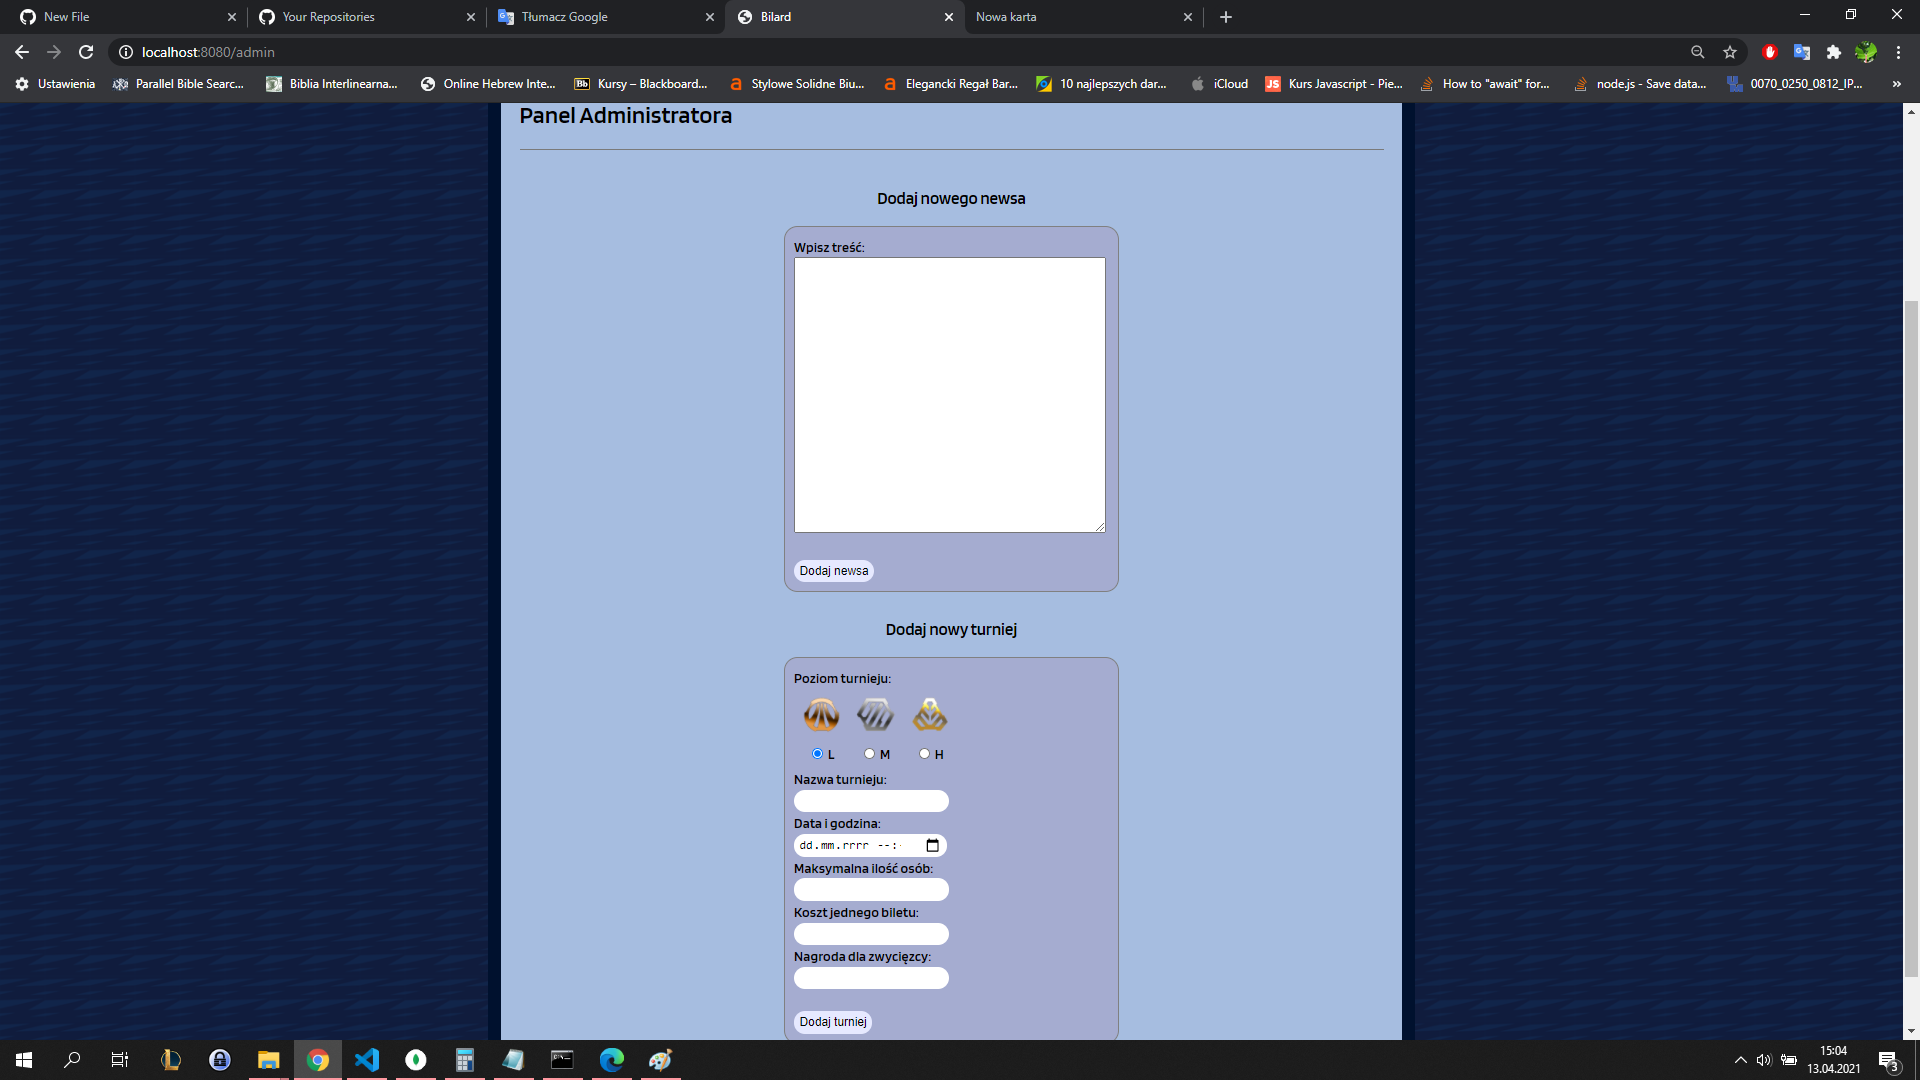 New File
Your Repositories
Tłumacz Google
Bilard
Nowa karta
localhost:8080/admin
Ustawienia
Parallel Bible Searc...
Biblia Interlinearna...
Online Hebrew Inte...
Bb
Kursy – Blackboard...
Stylowe Solidne Biu...
Elegancki Regał Bar...
10 najlepszych dar...
iCloud
JS
Kurs Javascript - Pie...
How to "await" for...
node.js - Save data...
0070_0250_0812_IP...
Panel Administratora
Dodaj nowego newsa
Wpisz treść:
Dodaj newsa
Dodaj nowy turniej
Poziom turnieju:
L M H
Nazwa turnieju:
Data i godzina:
dd.mm.rrrr --:-
Maksymalna ilość osób:
Koszt jednego biletu:
Nagroda dla zwycięzcy:
Dodaj turniej
15:04
13.04.2021
3